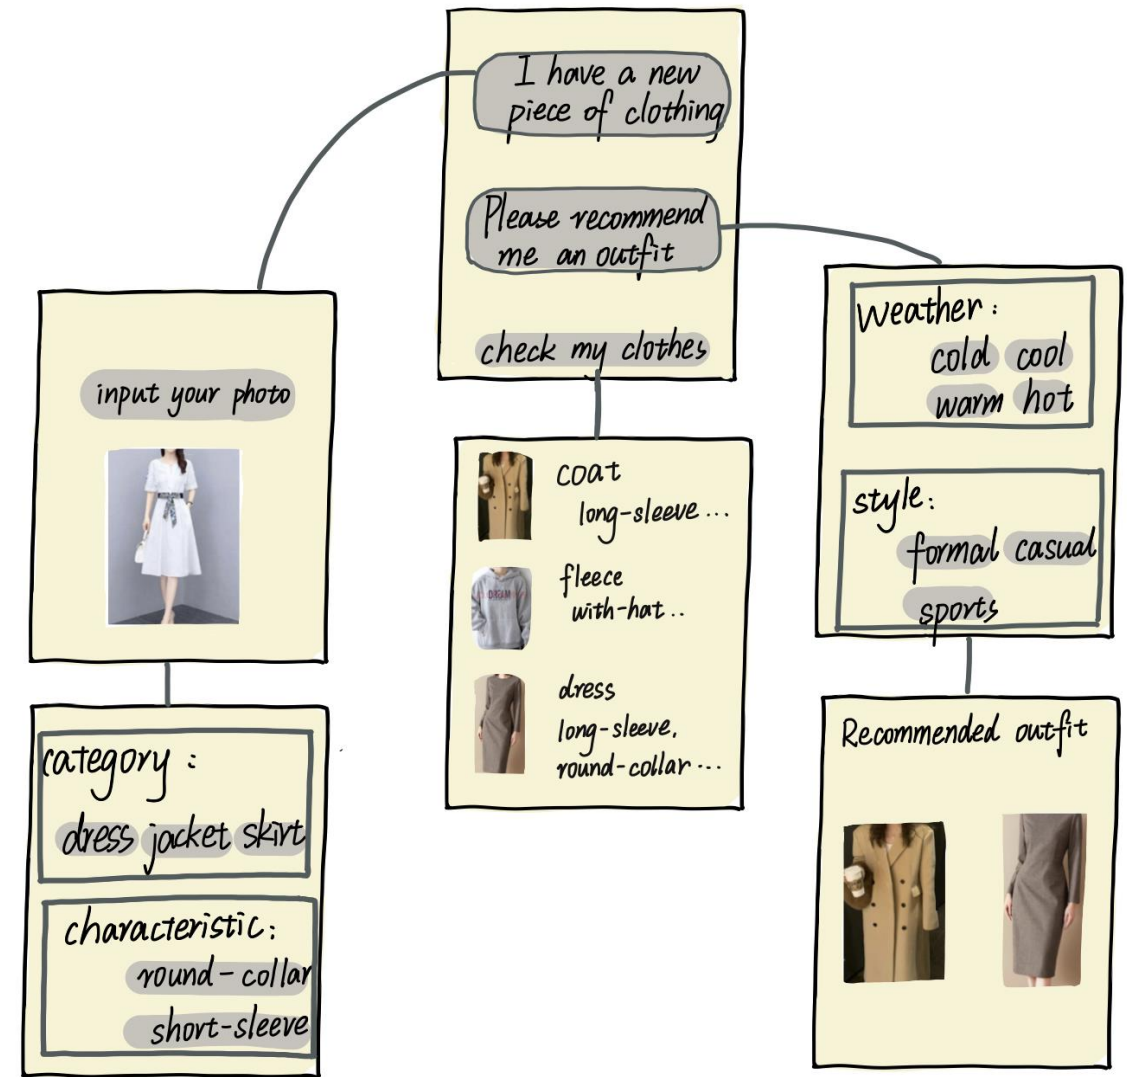 I have a new
piece of clothing
Please recommend
me an outfit
check my clothes
input your photo
category :
dress jacket skirt
characteristic:
round-collar
short-sleeve
coat
long-sleeve ...
fleece
with-hat ..
dress
long-sleeve,
round-collar ...
Weather :
cold cool
warm hot
style:
formal casual
sports
Recommended outfit